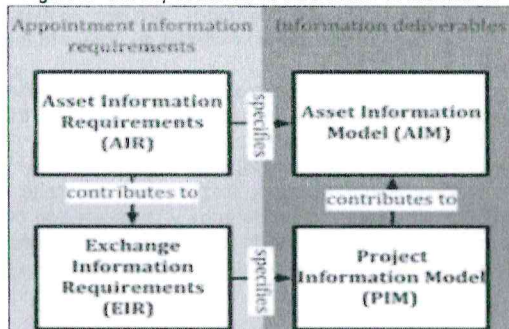 Appointment information
requirements
Information deliverables
Asset Information
Requirements
(AIR)
specifies
Asset Information
Model (AIM)
contributes to
contributes to
Exchange
Information
Requirements
(EIR)
specifies
Project
Information Model
(PIM)